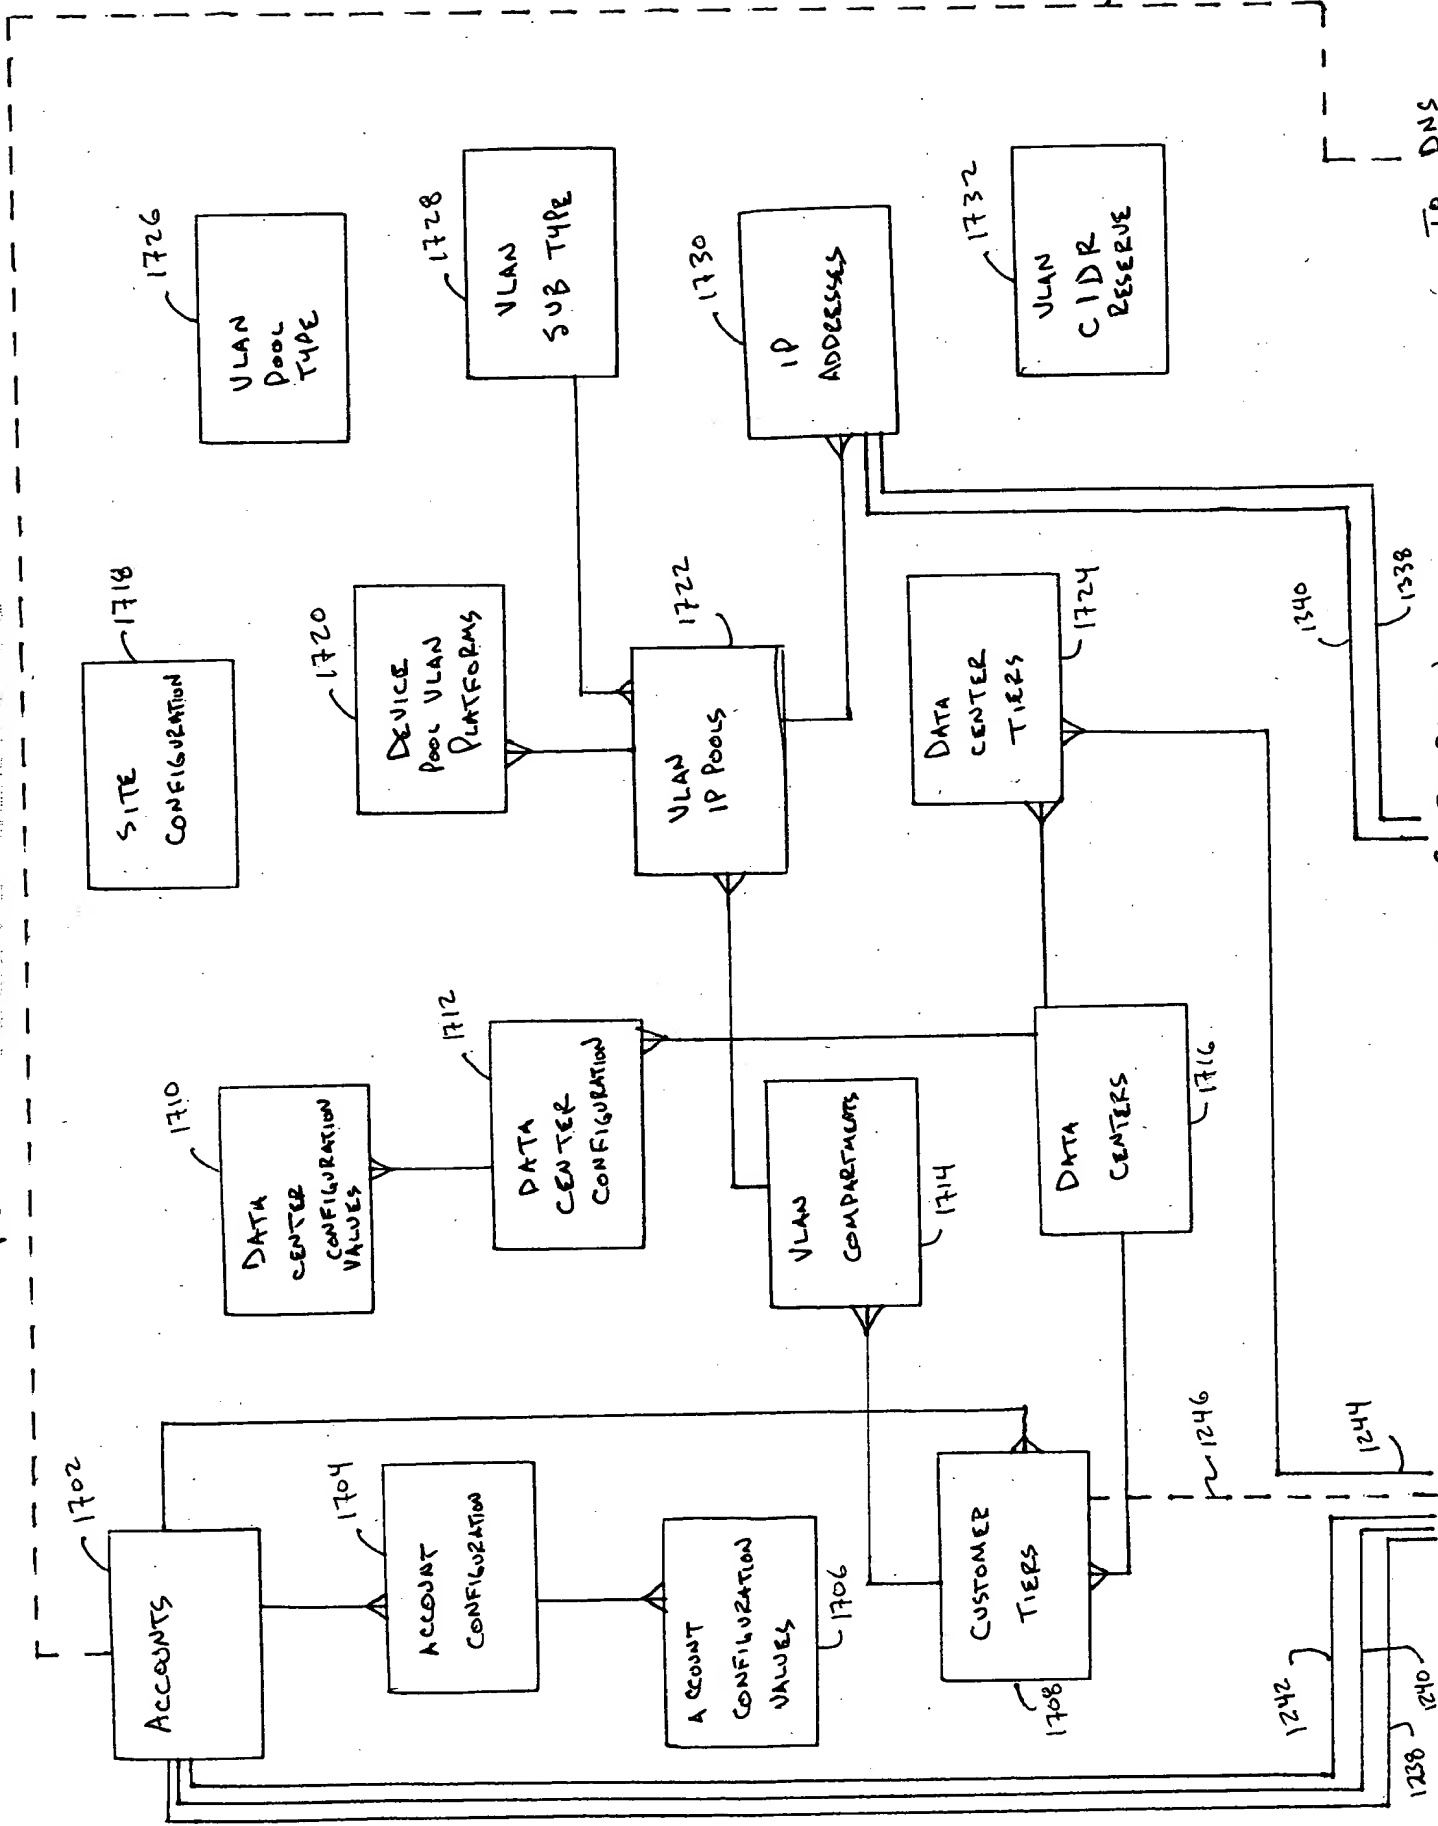 1702
ACCOUNTS
1704
ACCOUNT
CONFIGURATION
ACCOUNT
CONFIGURATION
VALUES
1706
CUSTOMER
TIERS
1708
1710
DATA
CENTER
CONFIGURATION
VALUES
1712
DATA
CENTER
CONFIGURATION
VLAN
COMPARTMENTS
1714
DATA
CENTERS
1716
1718
SITE
CONFIGURATION
1720
DEVICE
POOL VLAN
PLATFORMS
1722
VLAN
IP POOLS
DATA
CENTER
TIERS
1724
1726
VLAN
POOL
TYPE
1728
VLAN
SUB TYPE
1730
IP
ADDRESSES
1732
VLAN
CIDR
RESERVE
1340
1338
1246
1244
1242
1240
1238
TO DNS